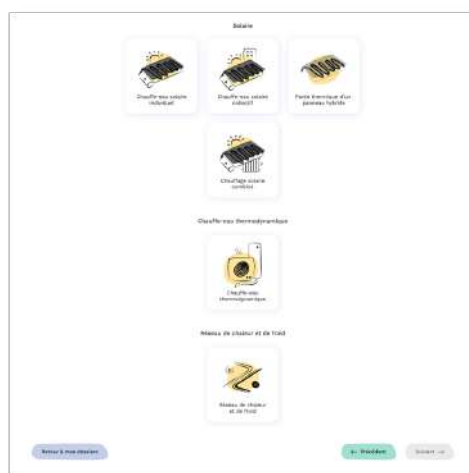 Solaire
Chauffe-eau solaire
individuel
Chauffe-eau solaire
collectif
Partie thermique d'un
panneau hybride
Chauffage solaire
combiné
Chauffe-eau thermodynamique
Chauffe-eau
thermodynamique
Réseau de chaleur et de froid
Réseau de chaleur
et de froid
Retour à mes dossiers
← Précédent
Suivant →